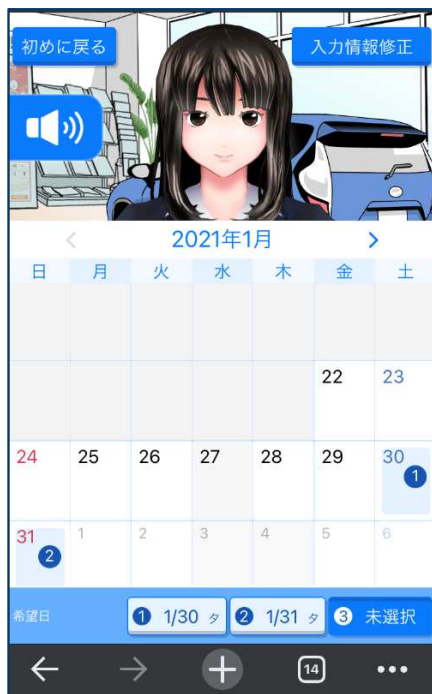 初めに戻る 入力情報修正
2021年1月
日 月 火 水 木 金 土
22 23
24 25 26 27 28 29 30
1
31 1 2 3 4 5 6
2
希望日 1 1/30 夕 2 1/31 夕 3 未選択
14